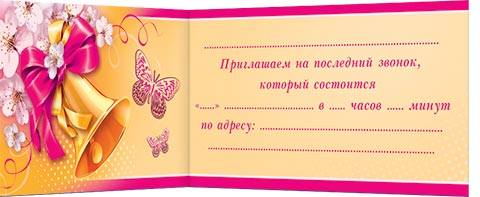 Приглашаем на последний звонок,
который состоится
«......» .............................. в ...... часов ...... минут
по адресу: ..........................................
..............................................................